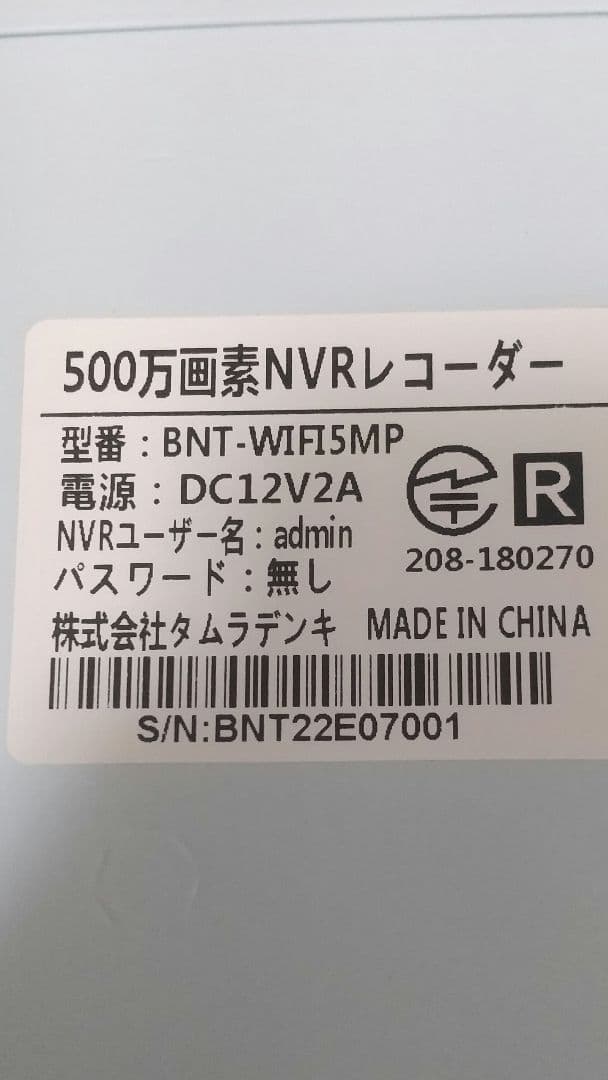 500万画素NVRレコーダー
型番：BNT-WIFI5MP
電源：DC12V2A
R
NVRユーザー名：admin
208-180270
パスワード：無し
株式会社タムラデンキ MADE IN CHINA
S/N:BNT22E07001